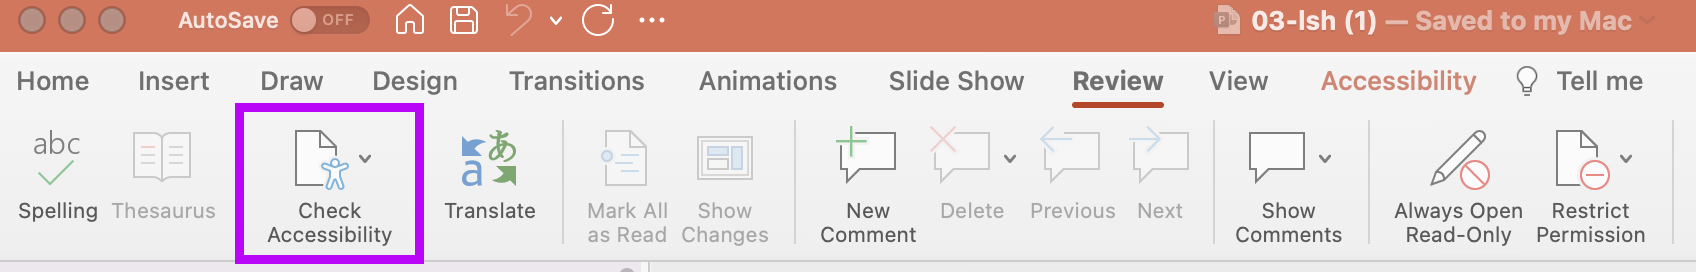 AutoSave OFF 03-lsh (1) — Saved to my Mac
Home Insert Draw Design Transitions Animations Slide Show Review View Accessibility Tell me
abc あ
a
Spelling Thesaurus Check Translate Mark All Show New Delete Previous Next Show Always Open Restrict
Accessibility as Read Changes Comment Comments Read-Only Permission